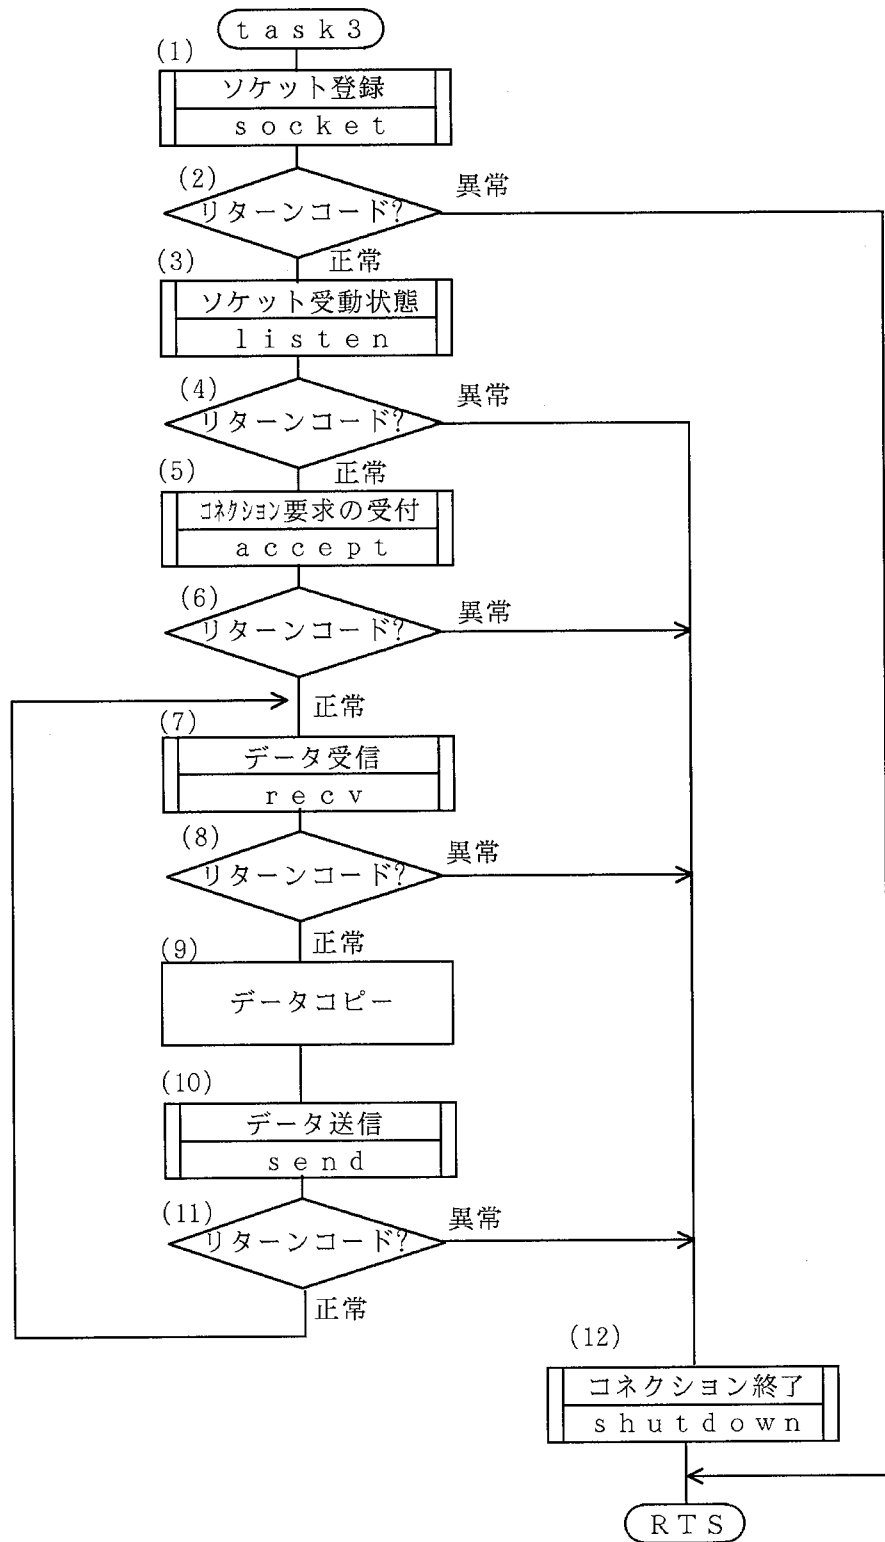 task3
(1)
ソケット登録
socket
(2)
リターンコード?
異常
正常
(3)
ソケット受動状態
listen
(4)
リターンコード?
異常
正常
(5)
コネクション要求の受付
accept
(6)
リターンコード?
異常
正常
(7)
データ受信
recv
(8)
リターンコード?
異常
正常
(9)
データコピー
(10)
データ送信
send
(11)
リターンコード?
異常
正常
(12)
コネクション終了
shutdown
RTS